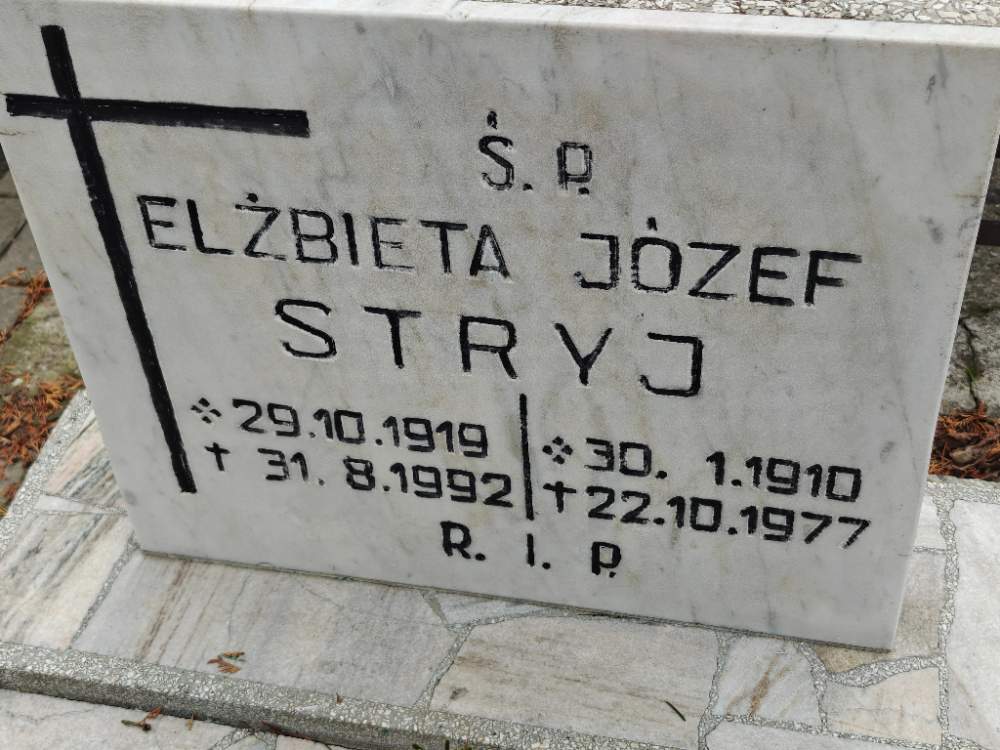 Ś.P.
ELŻBIETA JÓZEF
STRYJ
29.10.1919 30. 1.1910
† 31. 8.1992 † 22.10.1977
R. I. P.